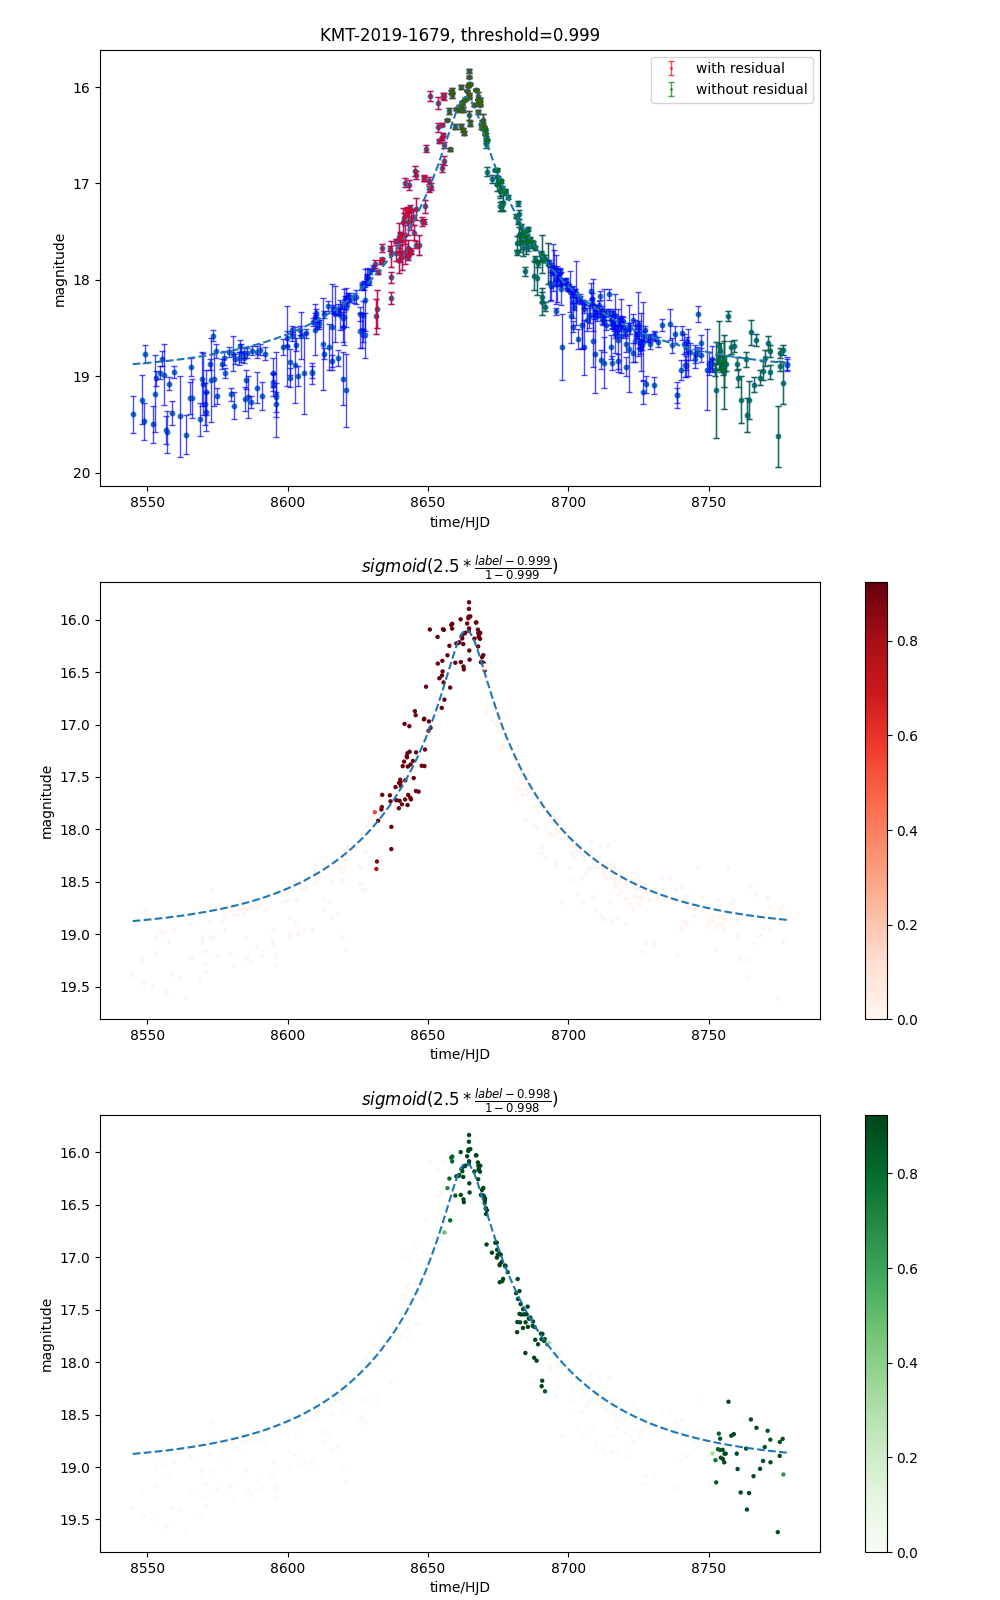 KMT-2019-1679, threshold=0.999
with residual
without residual
16
17
18
19
20
magnitude
8550 8600 8650 8700 8750
time/HJD
sigmoid(2.5 * \frac{label − 0.999}{1 − 0.999})
16.0
16.5
17.0
17.5
18.0
18.5
19.0
19.5
magnitude
8550 8600 8650 8700 8750
time/HJD
0.8
0.6
0.4
0.2
0.0
sigmoid(2.5 * \frac{label − 0.998}{1 − 0.998})
16.0
16.5
17.0
17.5
18.0
18.5
19.0
19.5
magnitude
8550 8600 8650 8700 8750
time/HJD
0.8
0.6
0.4
0.2
0.0